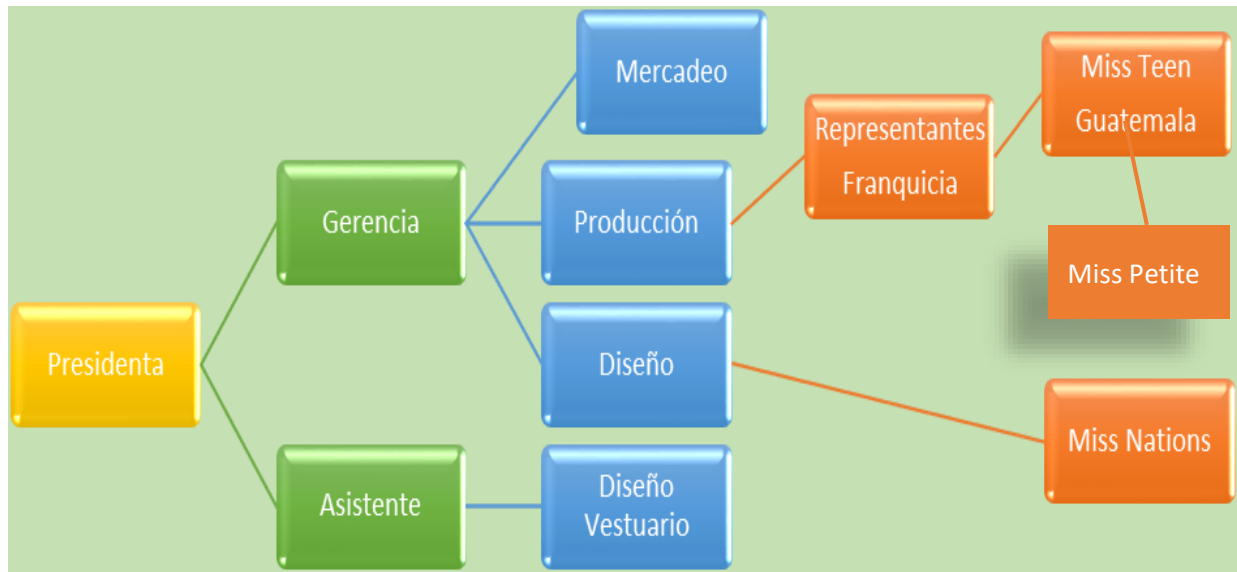 Presidenta
Gerencia
Asistente
Mercadeo
Producción
Diseño
Diseño
Vestuario
Representantes
Franquicia
Miss Teen
Guatemala
Miss Petite
Miss Nations